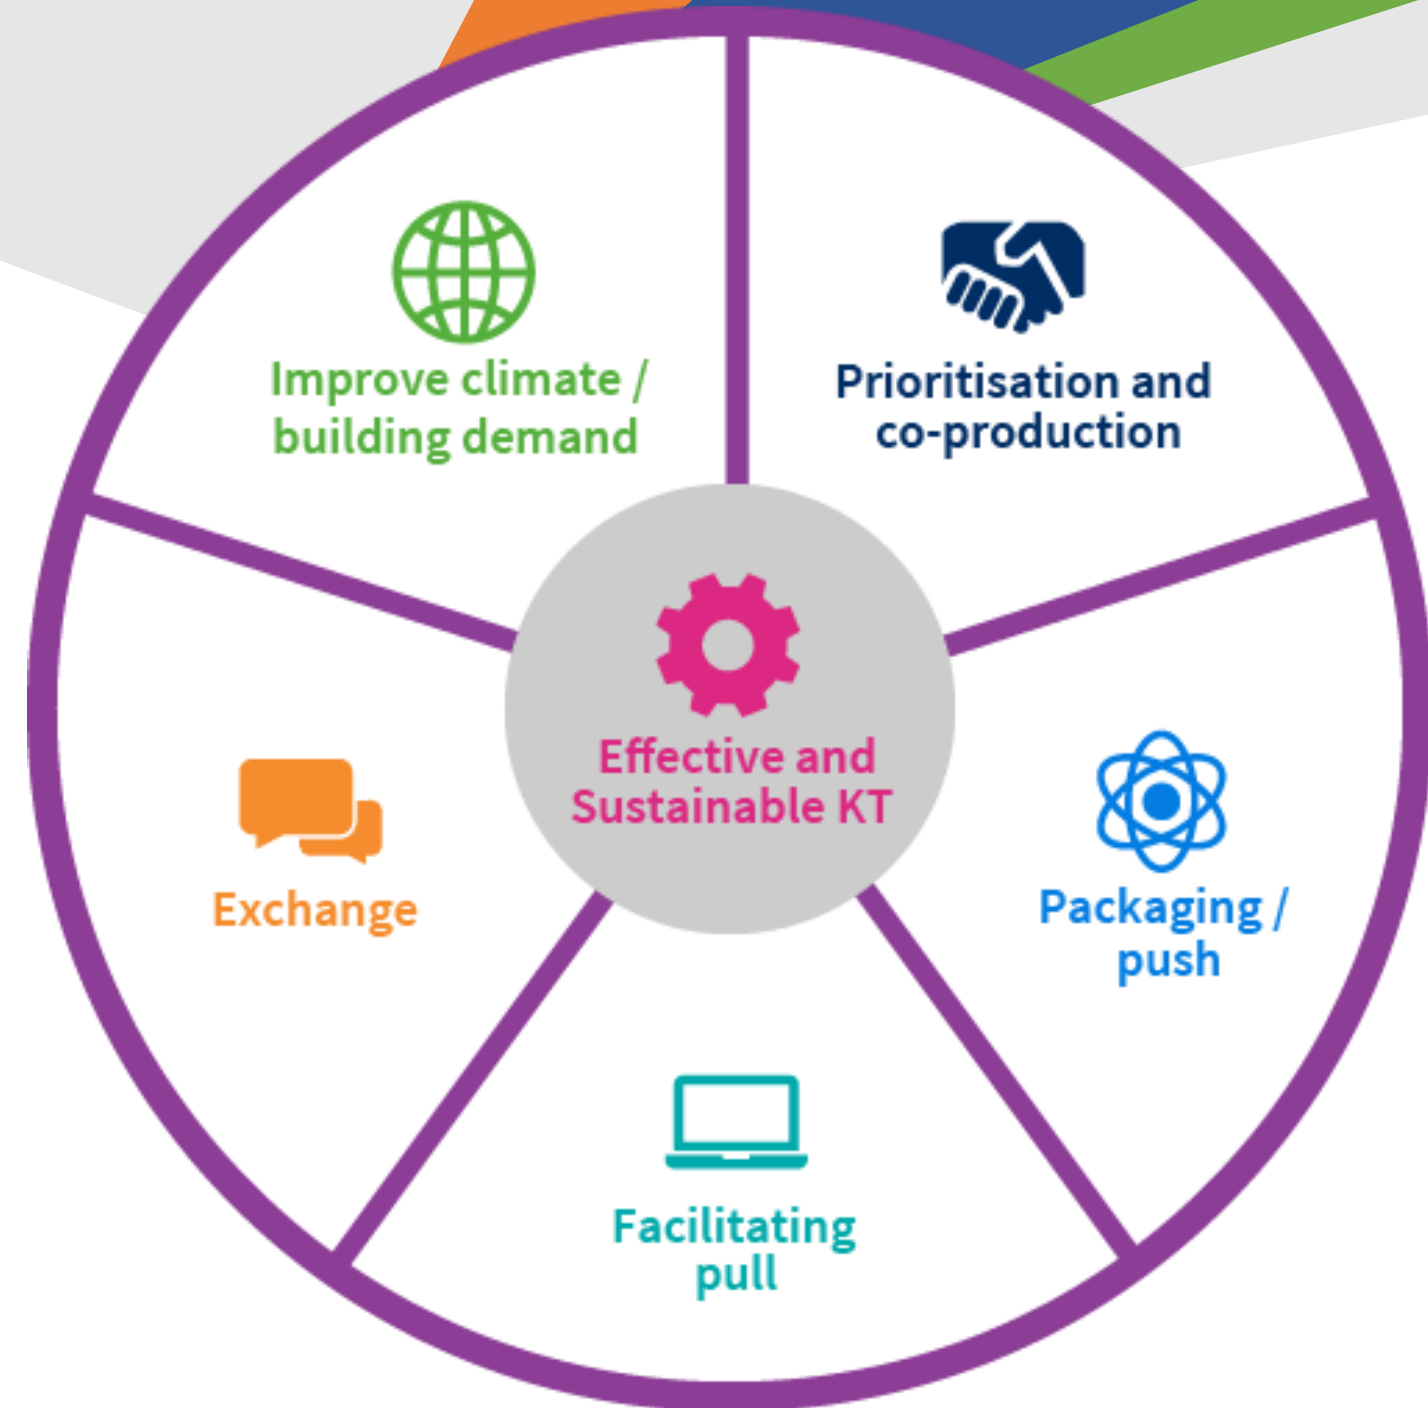 Improve climate /
building demand
Prioritisation and
co-production
Effective and
Sustainable KT
Exchange
Packaging /
push
Facilitating
pull